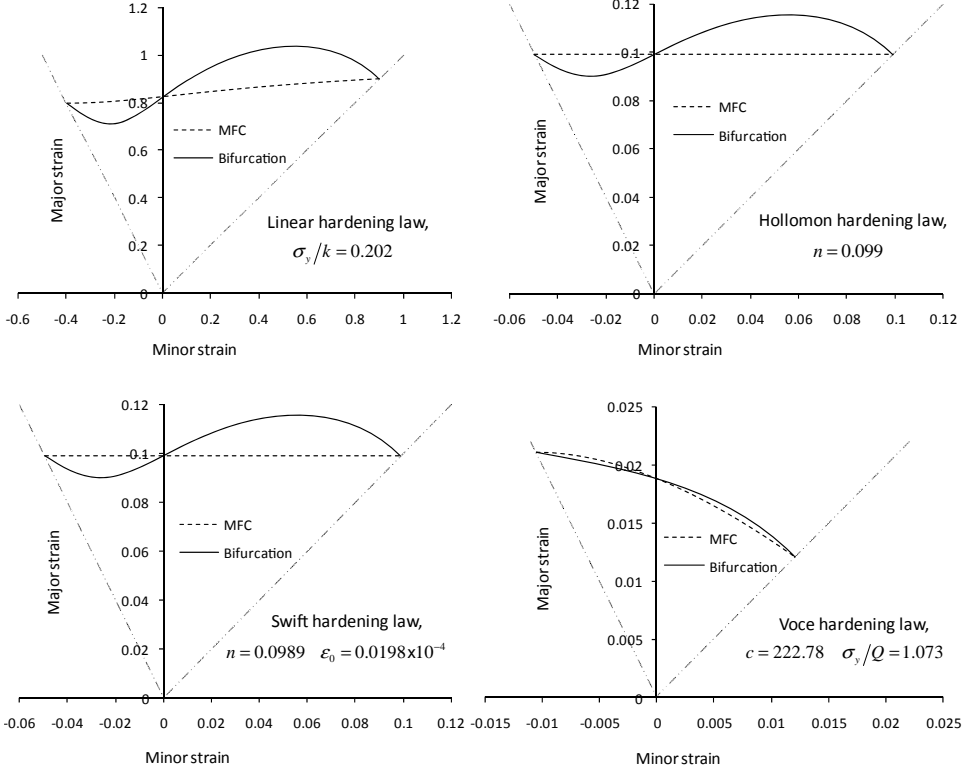 1.2
1
0.8
0.6
0.4
0.2
0
-0.6 -0.4 -0.2 0 0.2 0.4 0.6 0.8 1 1.2
Major strain
Minor strain
MFC
Bifurcation
Linear hardening law,
σy/k = 0.202
0.12
0.1
0.08
0.06
0.04
0.02
0
-0.06 -0.04 -0.02 0 0.02 0.04 0.06 0.08 0.1 0.12
Major strain
Minor strain
MFC
Bifurcation
Hollomon hardening law,
n = 0.099
0.12
0.1
0.08
0.06
0.04
0.02
0
-0.06 -0.04 -0.02 0 0.02 0.04 0.06 0.08 0.1 0.12
Major strain
Minor strain
MFC
Bifurcation
Swift hardening law,
n = 0.0989 ε0 = 0.0198x10⁻⁴
0.025
0.02
0.015
0.01
0.005
0
-0.015 -0.01 -0.005 0 0.005 0.01 0.015 0.02 0.025
Major strain
Minor strain
MFC
Bifurcation
Voce hardening law,
c = 222.78 σy/Q = 1.073